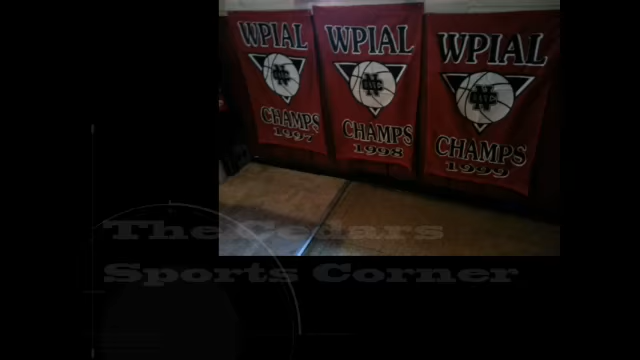 WPIAL
CHAMPS
1997
WPIAL
CHAMPS
1998
WPIAL
CHAMPS
1999
The Cedars
Sports Corner